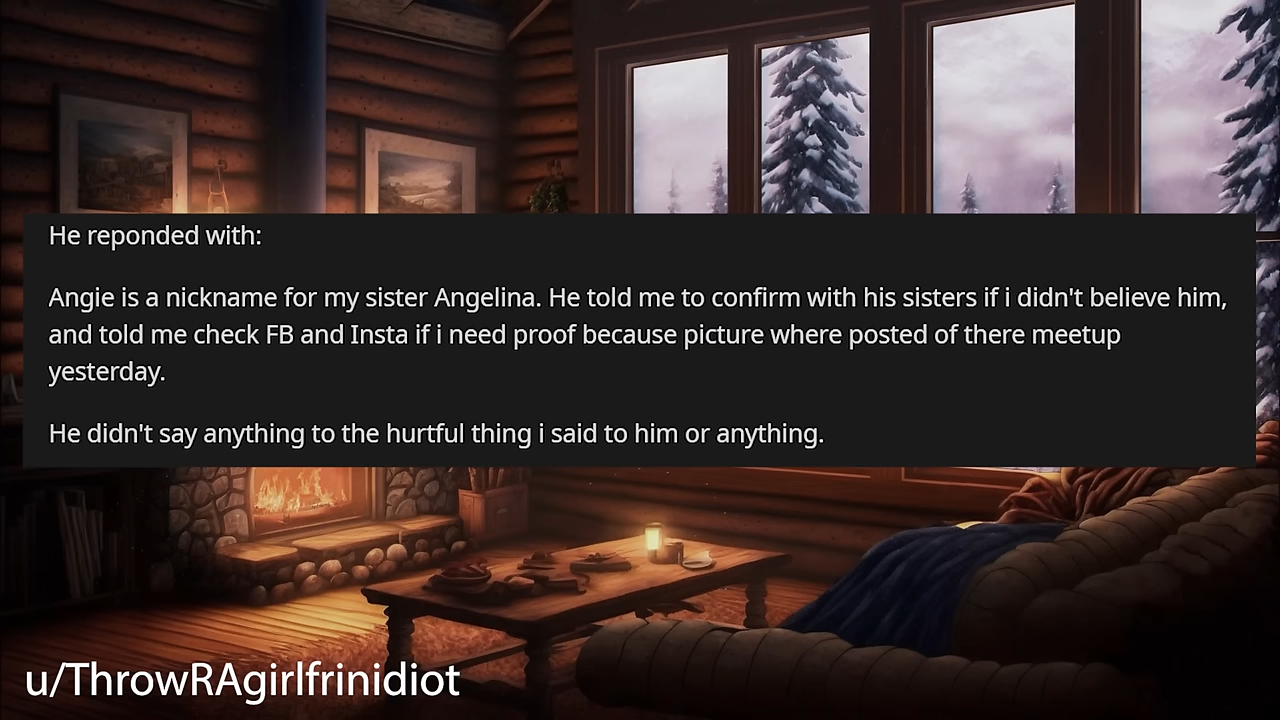 He reponded with:
Angie is a nickname for my sister Angelina. He told me to confirm with his sisters if i didn't believe him,
and told me check FB and Insta if i need proof because picture where posted of there meetup
yesterday.
He didn't say anything to the hurtful thing i said to him or anything.
u/ThrowRAgirlfrinidiot